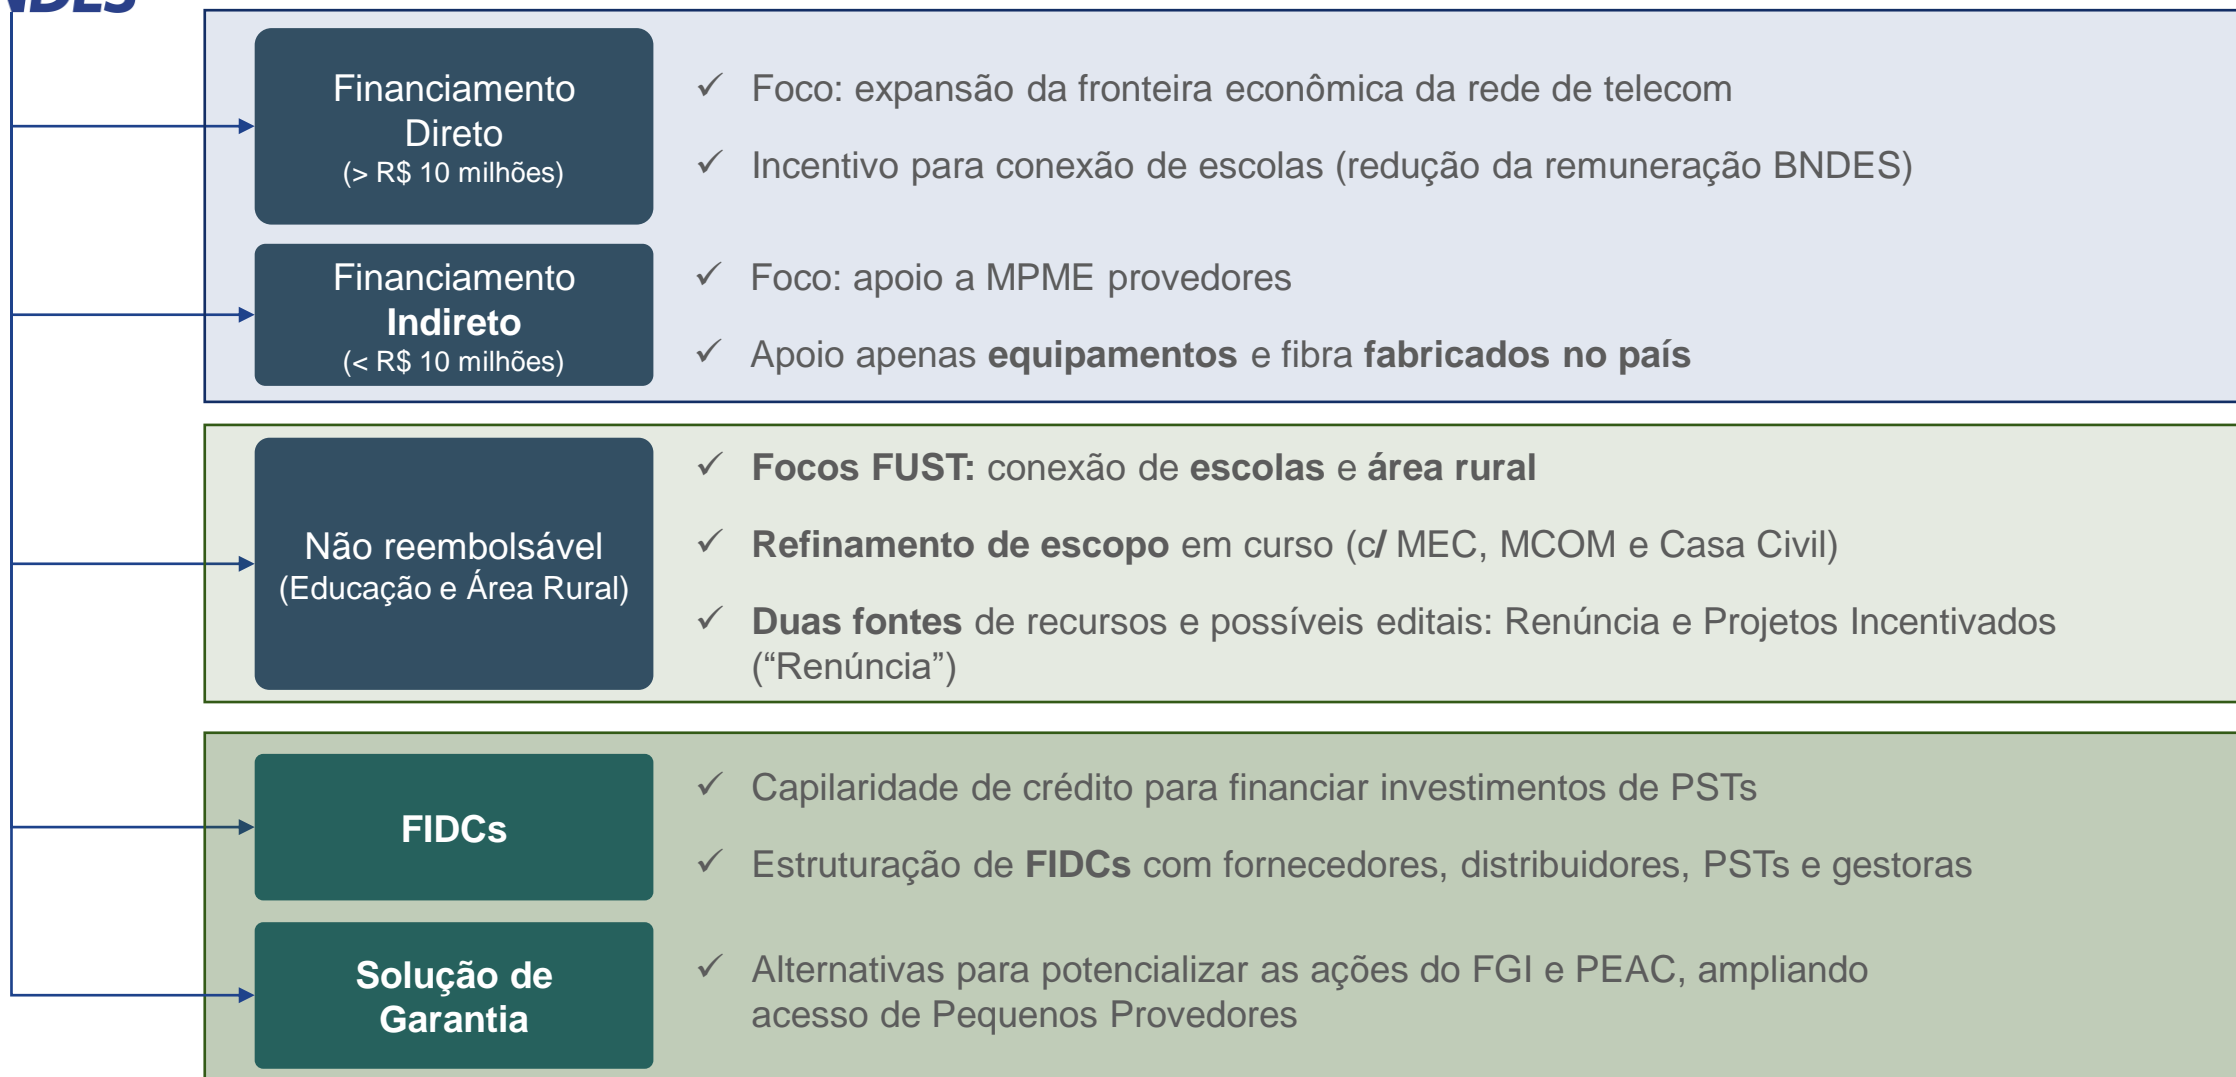 NDES
Financiamento
Direto
(> R$ 10 milhões)
✓ Foco: expansão da fronteira econômica da rede de telecom
✓ Incentivo para conexão de escolas (redução da remuneração BNDES)
Financiamento
Indireto
(< R$ 10 milhões)
✓ Foco: apoio a MPME provedores
✓ Apoio apenas equipamentos e fibra fabricados no país
Não reembolsável
(Educação e Área Rural)
✓ Focos FUST: conexão de escolas e área rural
✓ Refinamento de escopo em curso (c/ MEC, MCOM e Casa Civil)
✓ Duas fontes de recursos e possíveis editais: Renúncia e Projetos Incentivados
(“Renúncia”)
FIDCs
✓ Capilaridade de crédito para financiar investimentos de PSTs
✓ Estruturação de FIDCs com fornecedores, distribuidores, PSTs e gestoras
Solução de
Garantia
✓ Alternativas para potencializar as ações do FGI e PEAC, ampliando
acesso de Pequenos Provedores